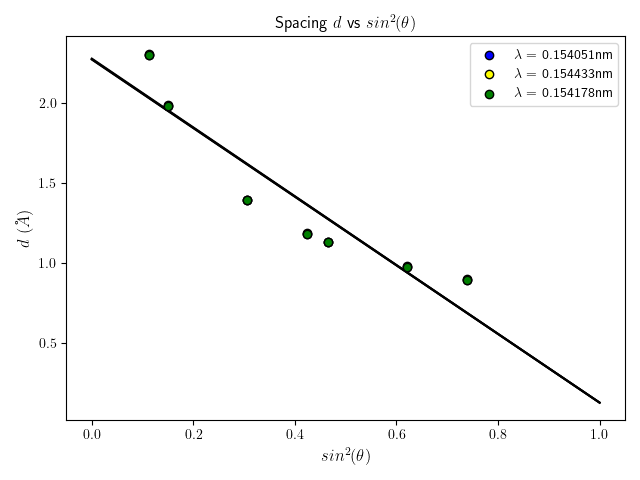 Spacing d vs sin²(θ)
λ = 0.154051nm
λ = 0.154433nm
λ = 0.154178nm
d (Å)
2.0
1.5
1.0
0.5
0.0 0.2 0.4 0.6 0.8 1.0
sin²(θ)